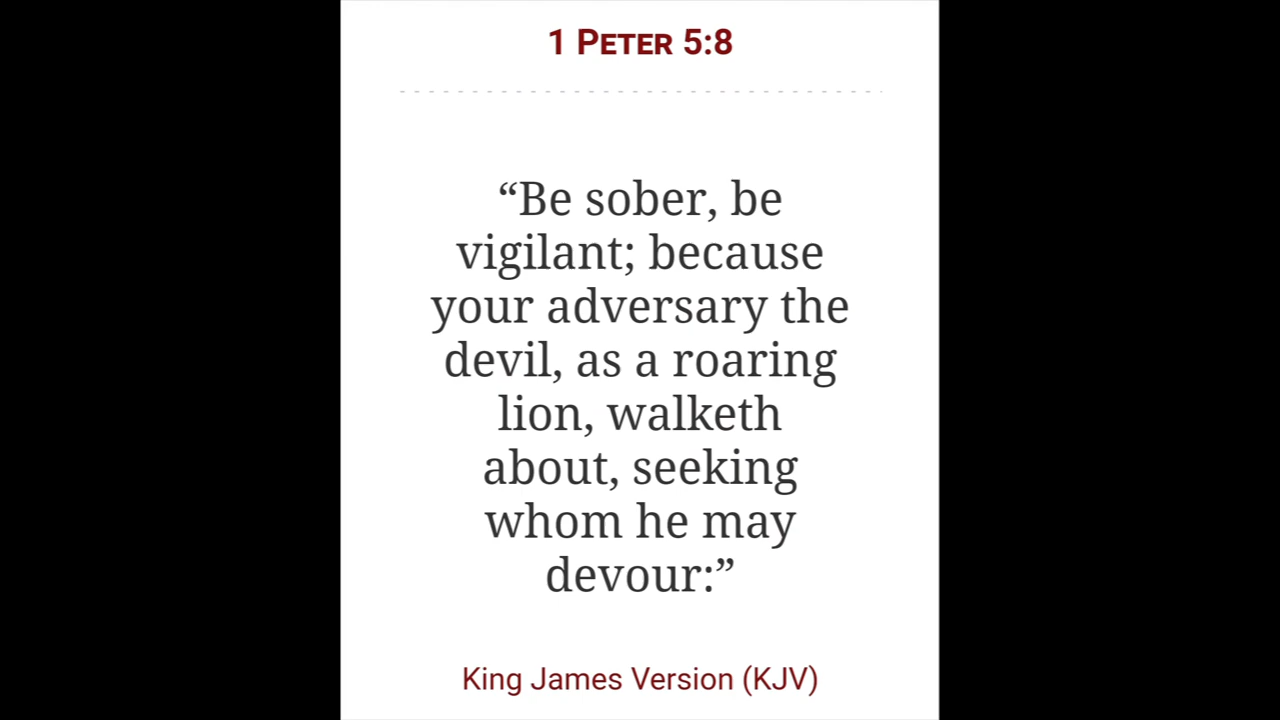 1 Peter 5:8
“Be sober, be
vigilant; because
your adversary the
devil, as a roaring
lion, walketh
about, seeking
whom he may
devour:”
King James Version (KJV)